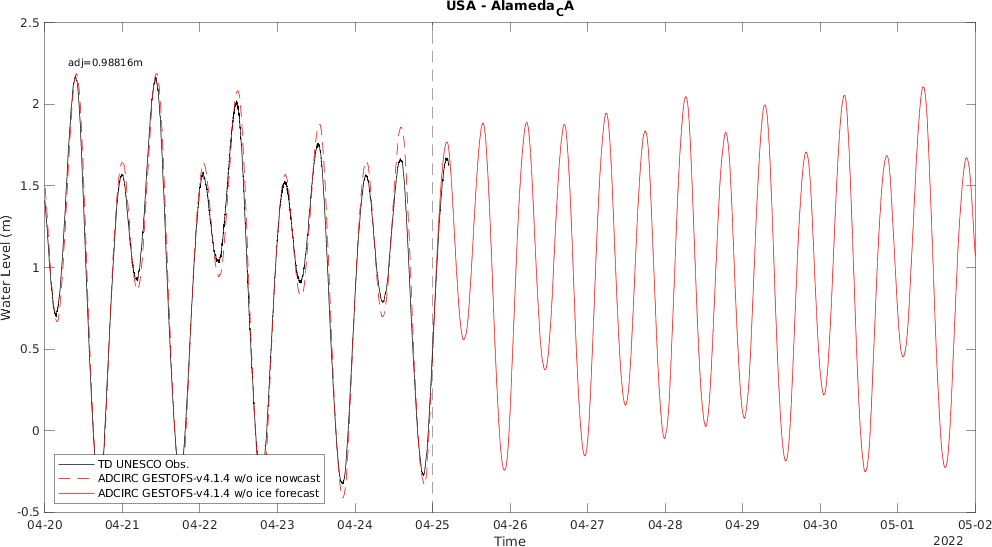 USA - Alameda_CA
adj=0.98816m
2.5
2
1.5
1
0.5
0
-0.5
Water Level (m)
TD UNESCO Obs.
ADCIRC GESTOFS-v4.1.4 w/o ice nowcast
ADCIRC GESTOFS-v4.1.4 w/o ice forecast
04-20 04-21 04-22 04-23 04-24 04-25 04-26 04-27 04-28 04-29 04-30 05-01 05-02
Time
2022